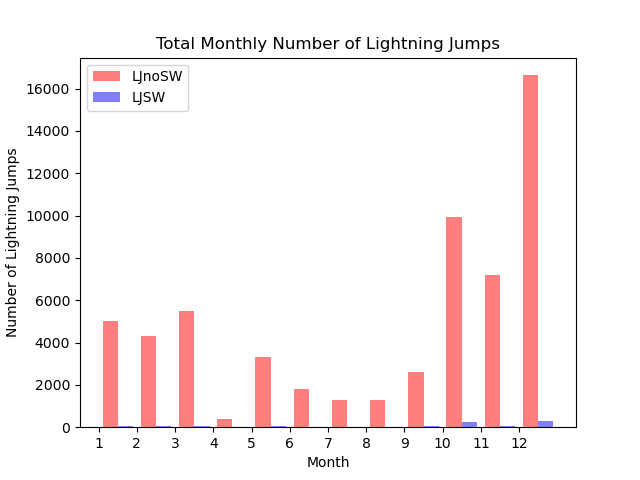 Total Monthly Number of Lightning Jumps
LJnoSW
LJSW
Number of Lightning Jumps
16000
14000
12000
10000
8000
6000
4000
2000
0
1 2 3 4 5 6 7 8 9 10 11 12
Month